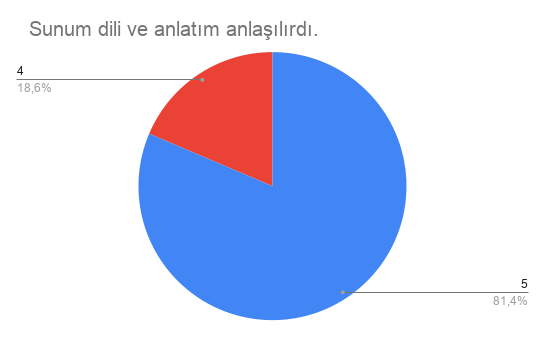 Sunum dili ve anlatım anlaşılırdı.
4
18,6%
5
81,4%